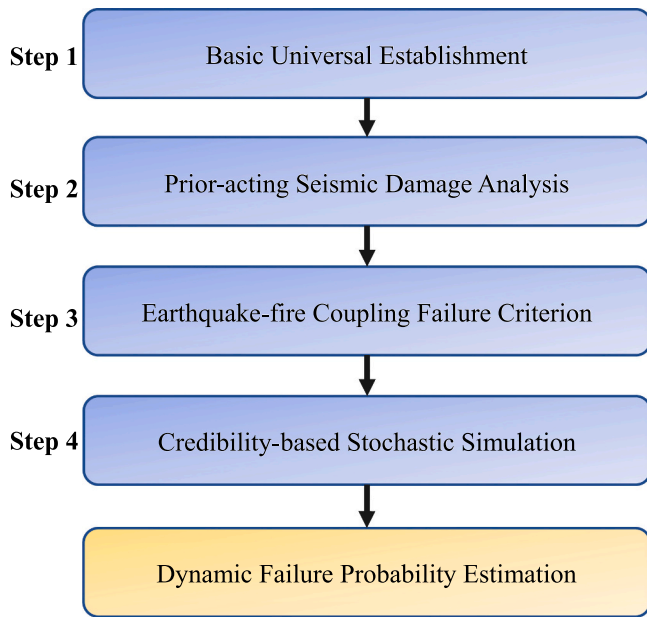 Step 1
Basic Universal Establishment
Step 2
Prior-acting Seismic Damage Analysis
Step 3
Earthquake-fire Coupling Failure Criterion
Step 4
Credibility-based Stochastic Simulation
Dynamic Failure Probability Estimation